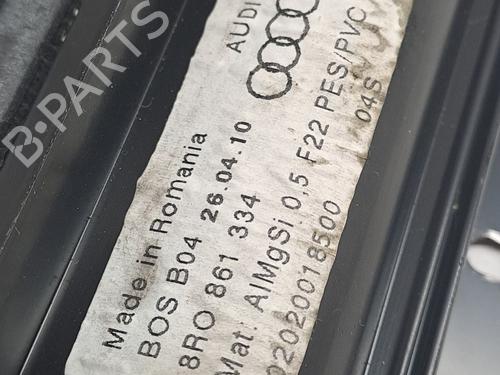 B-PARTS
AUDI
Made in Romania
BOS B04 26.04.10
8R0 861 334 04S
Mat: AlMgSi 0,5 F22 PES/PVC
02020018500